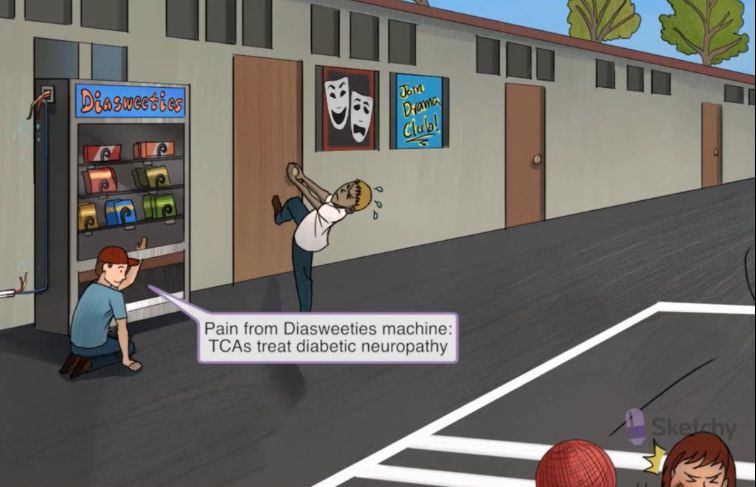 Diasweeties
Join
Drama
Club!
Pain from Diasweeties machine:
TCAs treat diabetic neuropathy
Sketchy